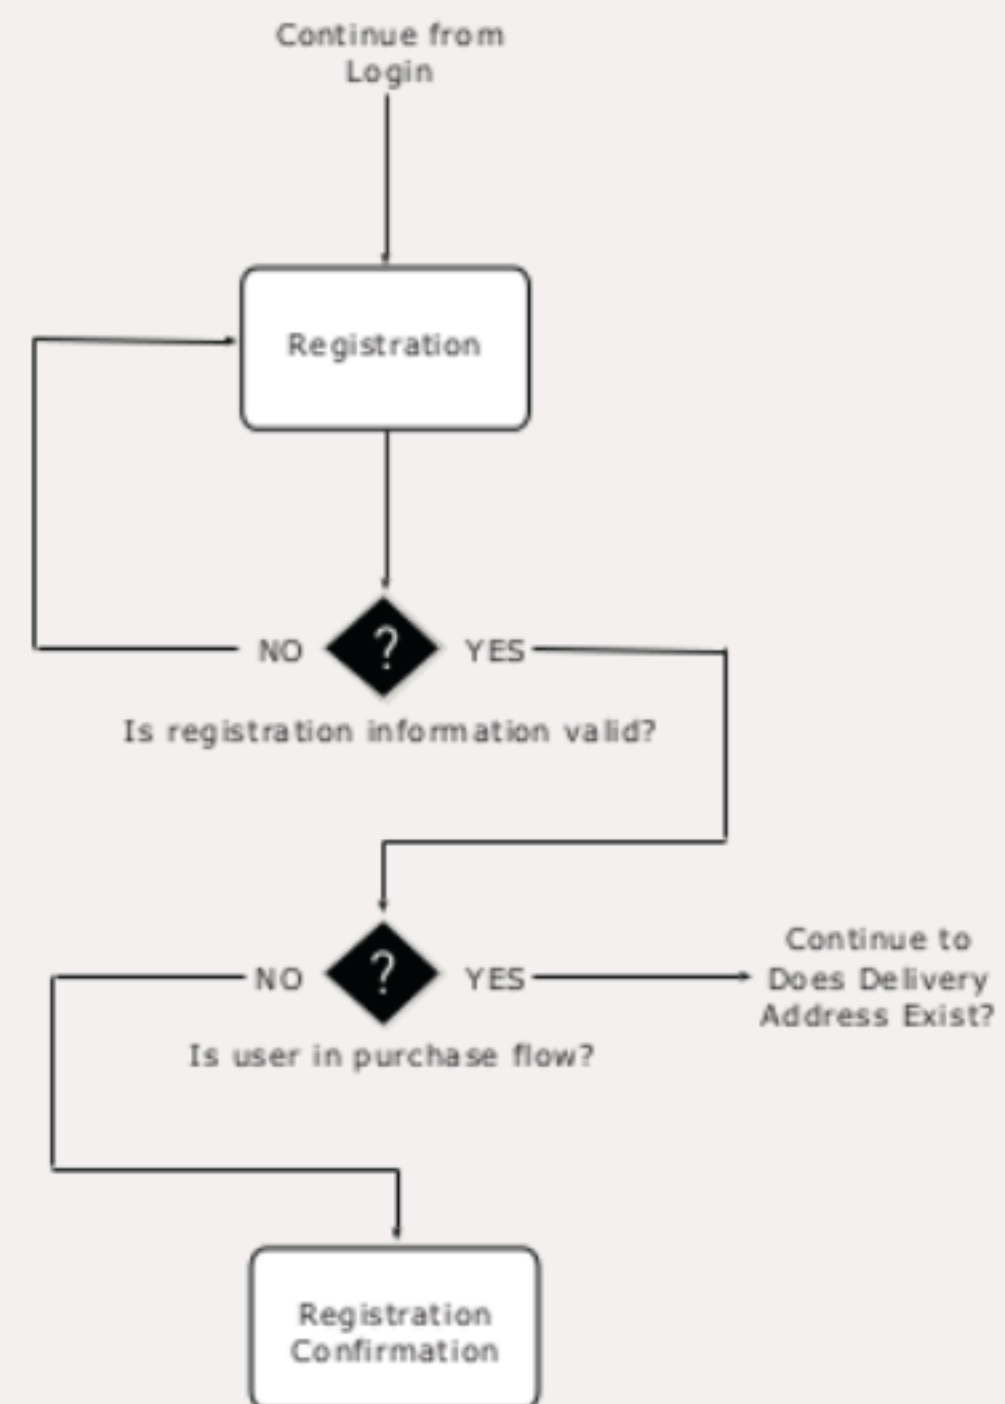 Continue from
Login
Registration
NO ? YES
Is registration information valid?
NO ? YES
Continue to
Does Delivery
Address Exist?
Is user in purchase flow?
Registration
Confirmation